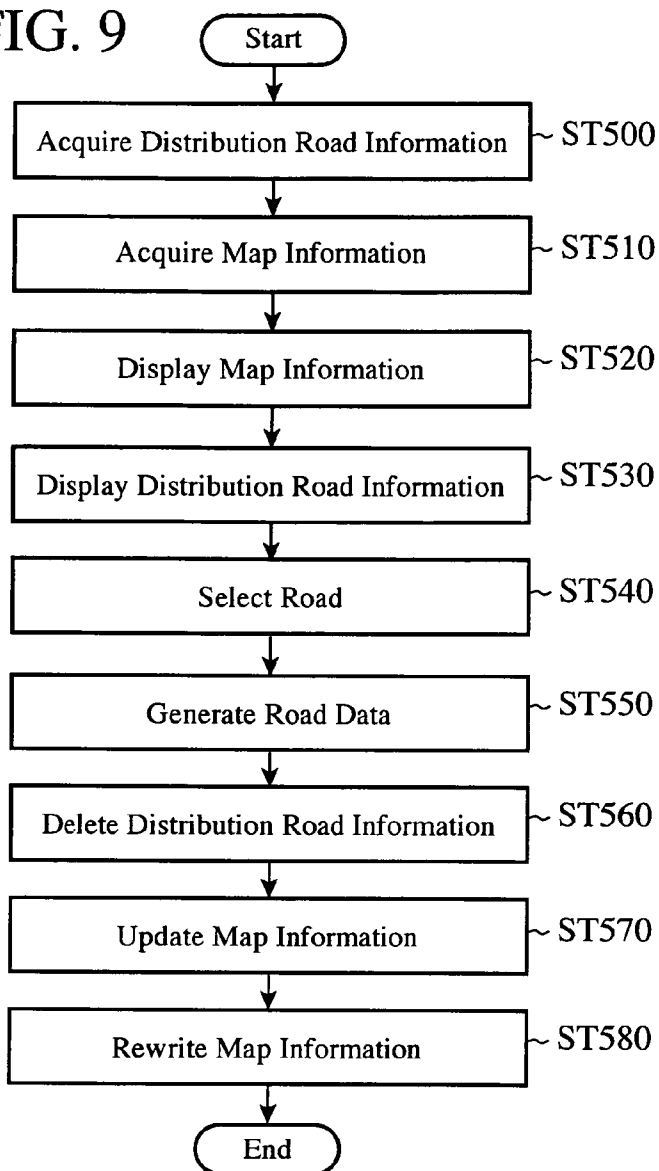 FIG. 9
Start
Acquire Distribution Road Information
~ ST500
Acquire Map Information
~ ST510
Display Map Information
~ ST520
Display Distribution Road Information
~ ST530
Select Road
~ ST540
Generate Road Data
~ ST550
Delete Distribution Road Information
~ ST560
Update Map Information
~ ST570
Rewrite Map Information
~ ST580
End